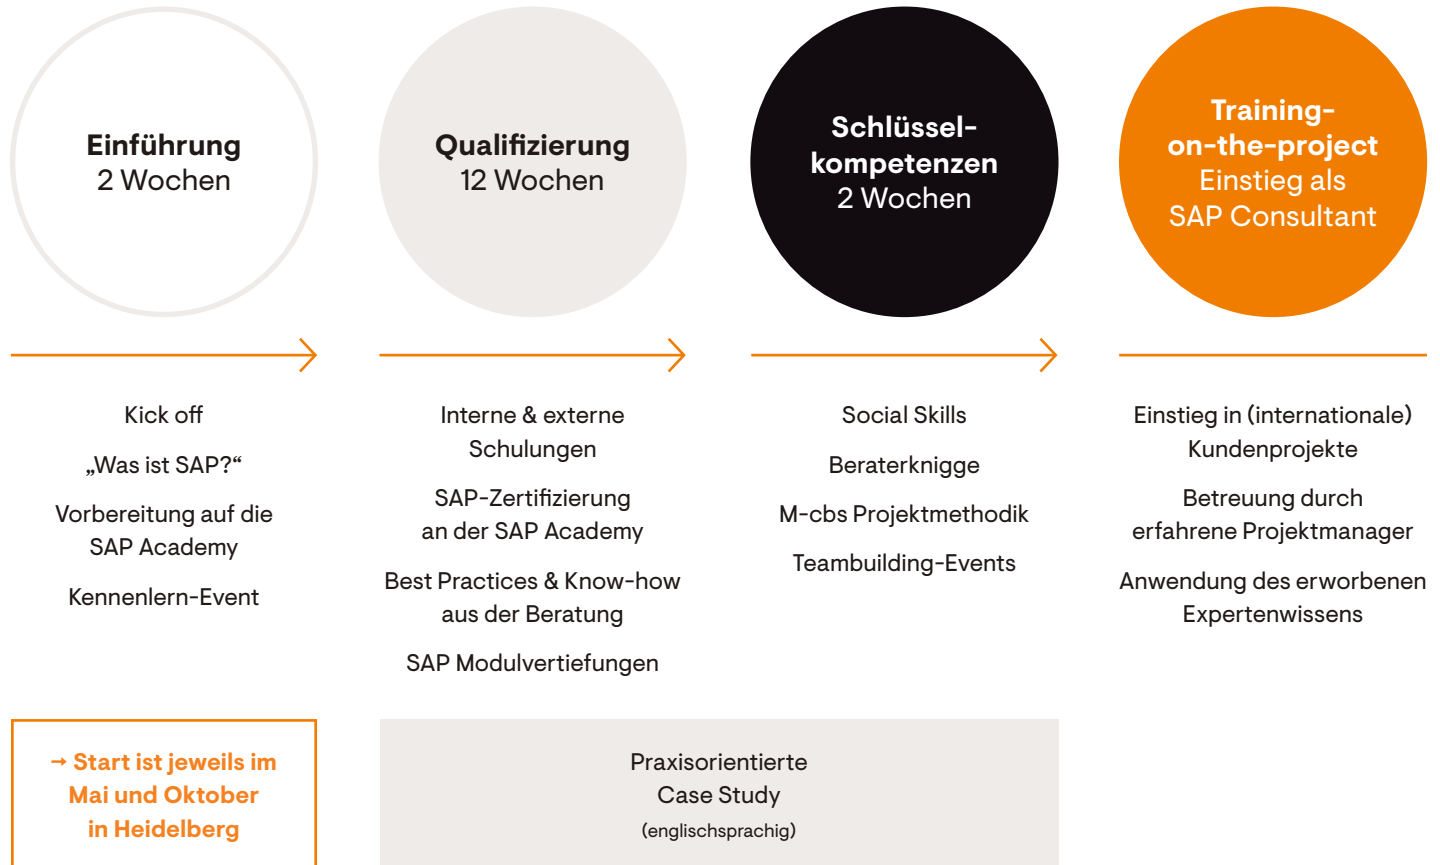 Einführung
2 Wochen
Qualifizierung
12 Wochen
Schlüssel-
kompetenzen
2 Wochen
Training-
on-the-project
Einstieg als
SAP Consultant
Kick off
„Was ist SAP?“
Vorbereitung auf die
SAP Academy
Kennenlern-Event
Interne & externe
Schulungen
SAP-Zertifizierung
an der SAP Academy
Best Practices & Know-how
aus der Beratung
SAP Modulvertiefungen
Social Skills
Beraterknigge
M-cbs Projektmethodik
Teambuilding-Events
Einstieg in (internationale)
Kundenprojekte
Betreuung durch
erfahrene Projektmanager
Anwendung des erworbenen
Expertenwissens
→ Start ist jeweils im
Mai und Oktober
in Heidelberg
Praxisorientierte
Case Study
(englischsprachig)